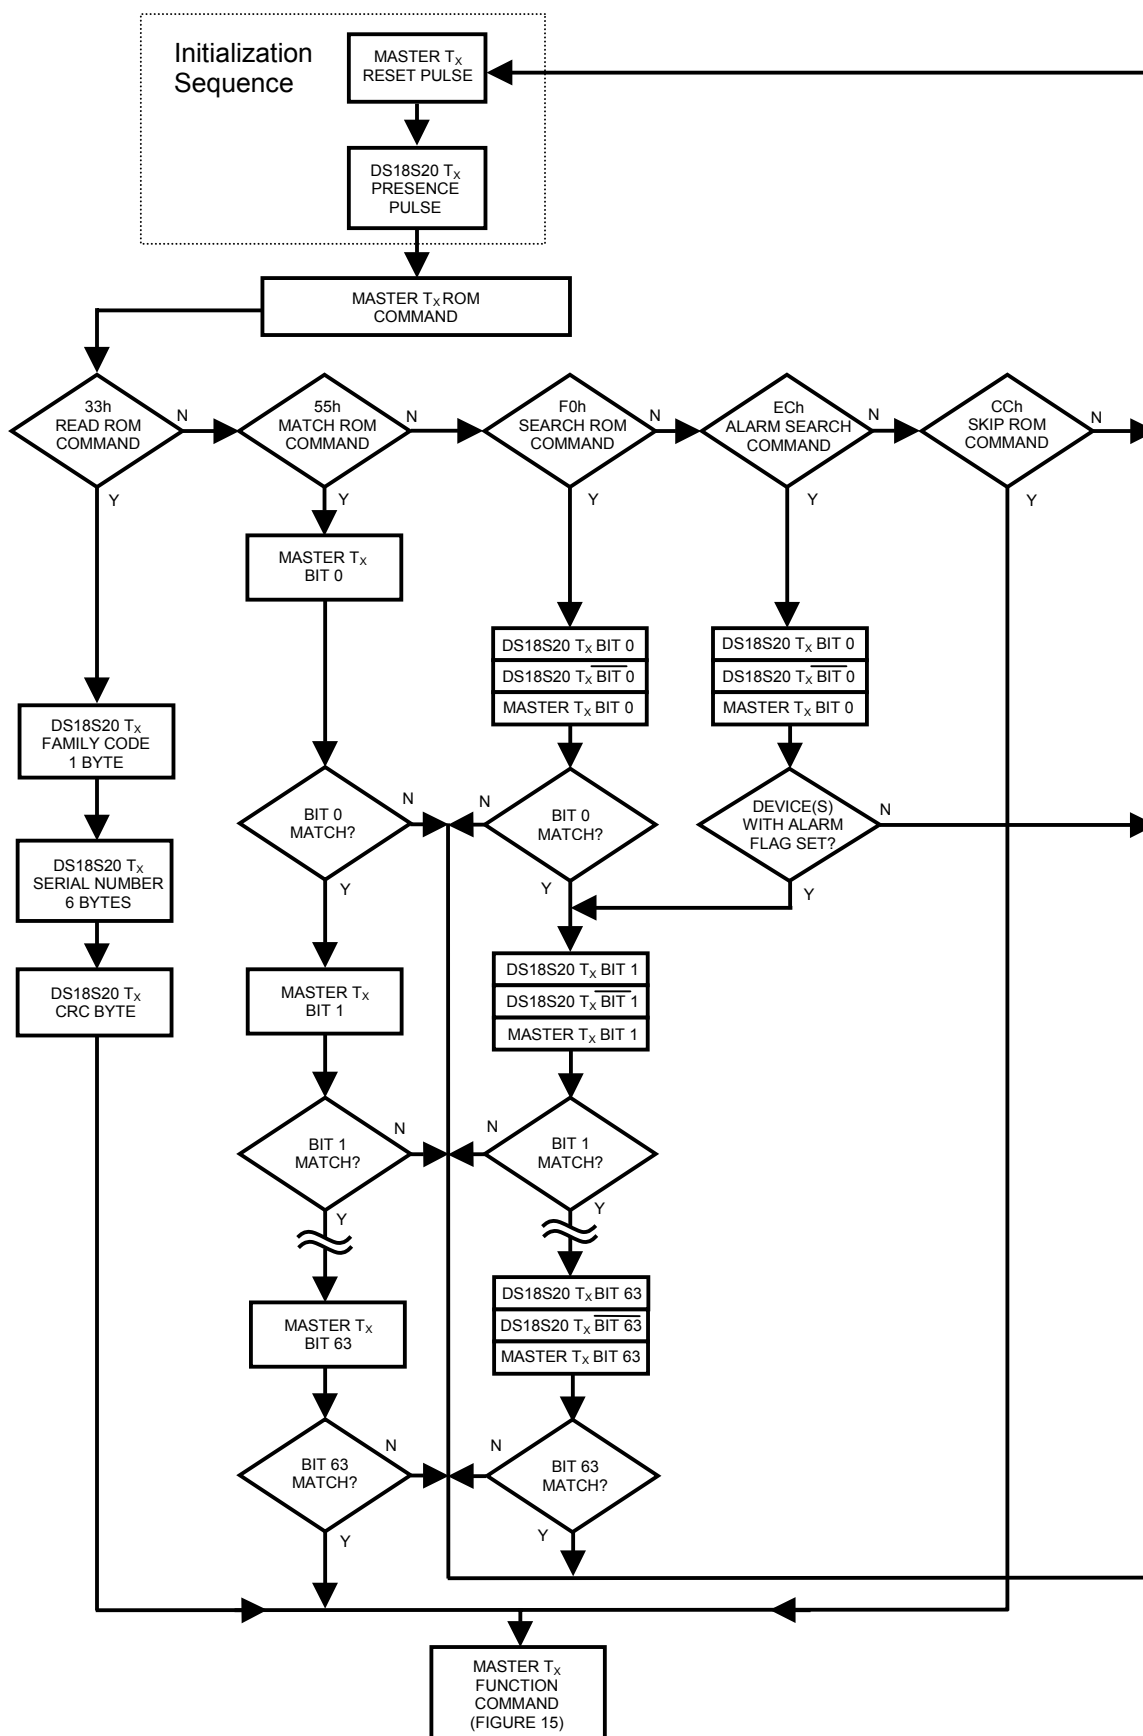 Initialization
Sequence
MASTER TX
RESET PULSE
DS18S20 TX
PRESENCE
PULSE
MASTER TX ROM
COMMAND
33h
READ ROM
COMMAND
N
Y
55h
MATCH ROM
COMMAND
N
Y
F0h
SEARCH ROM
COMMAND
N
Y
ECh
ALARM SEARCH
COMMAND
N
Y
CCh
SKIP ROM
COMMAND
N
Y
MASTER TX
BIT 0
DS18S20 TX BIT 0
DS18S20 TX BIT 0
MASTER TX BIT 0
DS18S20 TX BIT 0
DS18S20 TX BIT 0
MASTER TX BIT 0
DS18S20 TX
FAMILY CODE
1 BYTE
DS18S20 TX
SERIAL NUMBER
6 BYTES
DS18S20 TX
CRC BYTE
BIT 0
MATCH?
N
Y
N
BIT 0
MATCH?
Y
DEVICE(S)
WITH ALARM
FLAG SET?
N
Y
MASTER TX
BIT 1
DS18S20 TX BIT 1
DS18S20 TX BIT 1
MASTER TX BIT 1
BIT 1
MATCH?
N
Y
N
BIT 1
MATCH?
Y
MASTER TX
BIT 63
DS18S20 TX BIT 63
DS18S20 TX BIT 63
MASTER TX BIT 63
BIT 63
MATCH?
N
Y
N
BIT 63
MATCH?
Y
MASTER TX
FUNCTION
COMMAND
(FIGURE 15)